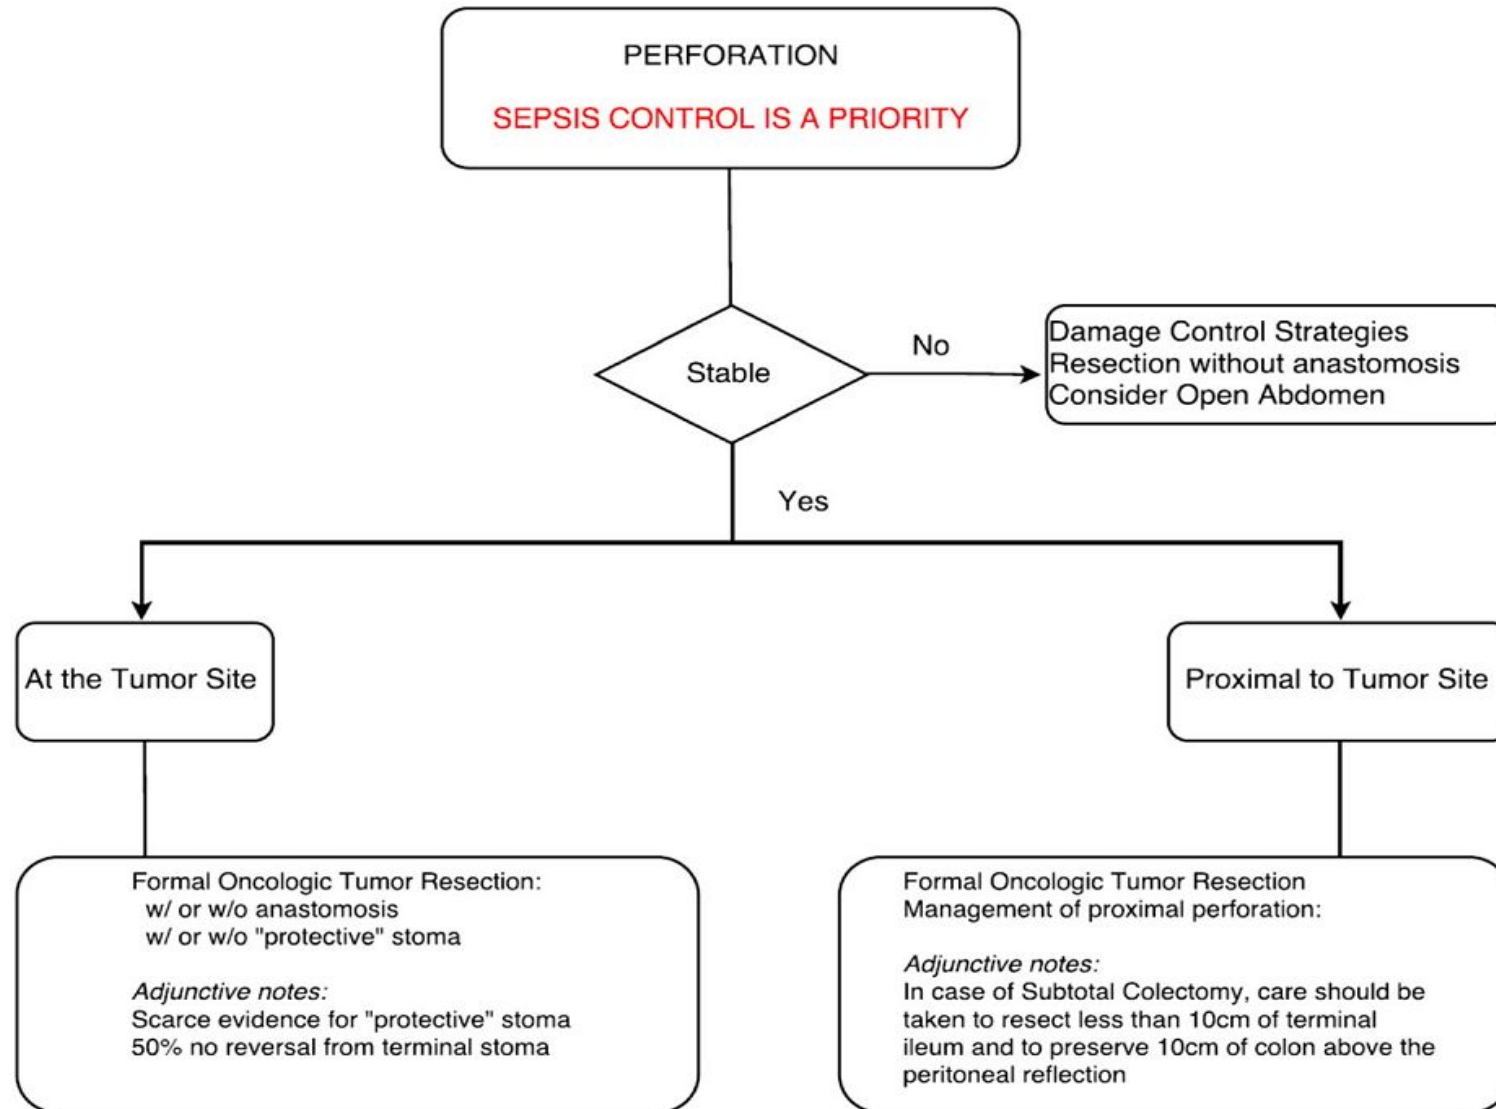 PERFORATION
SEPSIS CONTROL IS A PRIORITY
Stable
No
Damage Control Strategies
Resection without anastomosis
Consider Open Abdomen
Yes
At the Tumor Site
Proximal to Tumor Site
Formal Oncologic Tumor Resection:
w/ or w/o anastomosis
w/ or w/o "protective" stoma
Adjunctive notes:
Scarce evidence for "protective" stoma
50% no reversal from terminal stoma
Formal Oncologic Tumor Resection
Management of proximal perforation:
Adjunctive notes:
In case of Subtotal Colectomy, care should be
taken to resect less than 10cm of terminal
ileum and to preserve 10cm of colon above the
peritoneal reflection